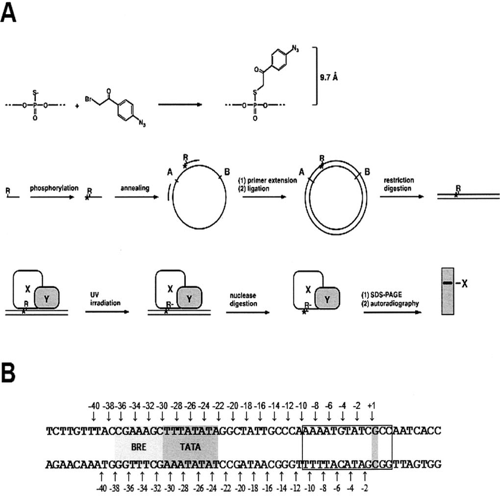 A
S-
---O-P-O---
O
+
Br
O
N3
O
N3
S
---O-P-O---
O
9.7 Å
R
phosphorylation
R
annealing
A
R
B
(1) primer extension
(2) ligation
A
R
B
restriction
digestion
R
X
Y
R
UV
irradiation
X
Y
R-
nuclease
digestion
X
Y
R-
(1) SDS-PAGE
(2) autoradiography
-X
B
-40 -38 -36 -34 -32 -30 -28 -26 -24 -22 -20 -18 -16 -14 -12 -10 -8 -6 -4 -2 +1
TCTTGTTTACCGAAAGCTTTATATAGGCTATTGCCCAAAAATGTATCGCCAATCACC
BRE TATA
AGAACAAATGGGTTTCGAAATATATCCGATAACGGGTTTTTACATAGCGGTTAGTGG
-40 -38 -36 -34 -32 -30 -28 -26 -24 -22 -20 -18 -16 -14 -12 -10 -8 -6 -4 -2